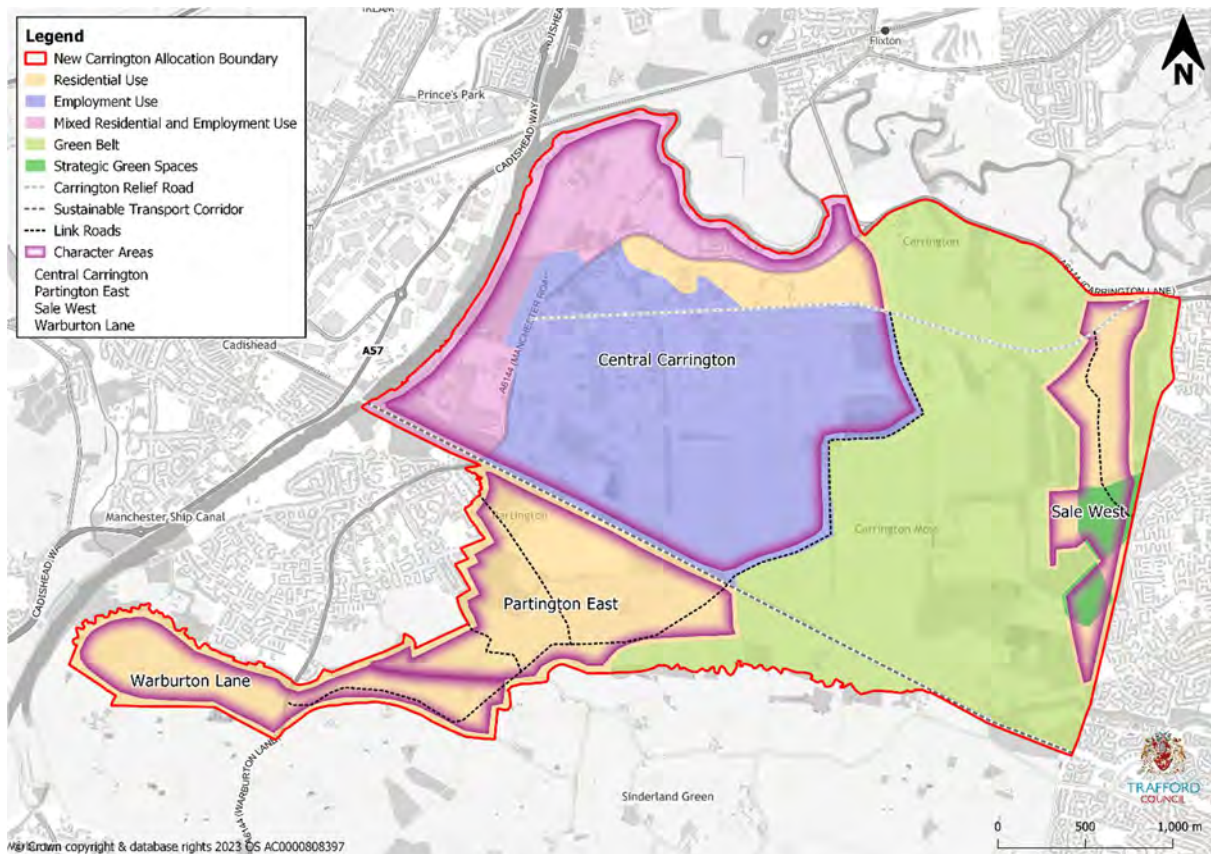 Legend
New Carrington Allocation Boundary
Residential Use
Employment Use
Mixed Residential and Employment Use
Green Belt
Strategic Green Spaces
Carrington Relief Road
Sustainable Transport Corridor
Link Roads
Character Areas
Central Carrington
Partington East
Sale West
Warburton Lane
Flixton
N
Prince's Park
CADISHEAD WAY
Carrington
A6144 (CARRINGTON LANE)
A6144 (MANCHESTER ROA
Cadishead
A57
Central Carrington
Manchester Ship Canal
Carrington Moss
Sale West
CADISHEAD WA
Partington East
Warburton Lane
A6144 (WARBURTON LANE)
Sinderland Green
TRAFFORD
COUNCIL
0 500 1,000 m
© Crown copyright & database rights 2023 OS AC0000808397